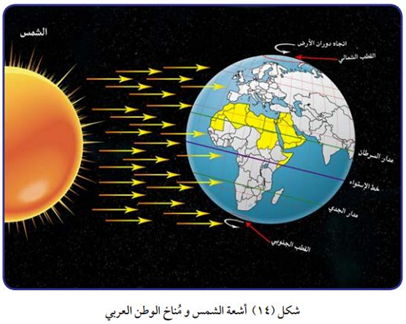 الشمس
اتجاه دوران الأرض
القطب الشمالي
مدار السرطان
خط الإستواء
مدار الجدي
القطب الجنوبي
شكل (١٤) أشعة الشمس و مُناخ الوطن العربي